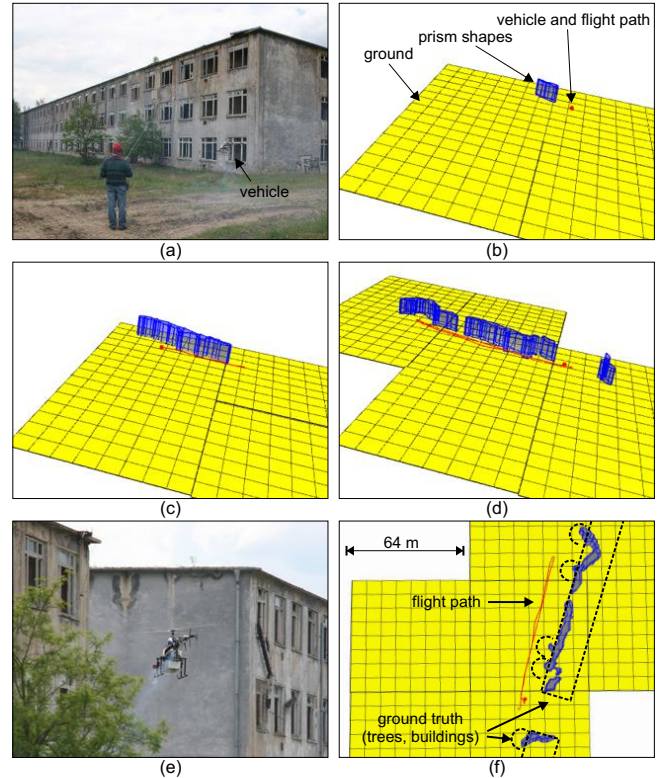 vehicle
(a)
vehicle and flight path
prism shapes
ground
(b)
(c)
(d)
(e)
64 m
flight path
ground truth
(trees, buildings)
(f)